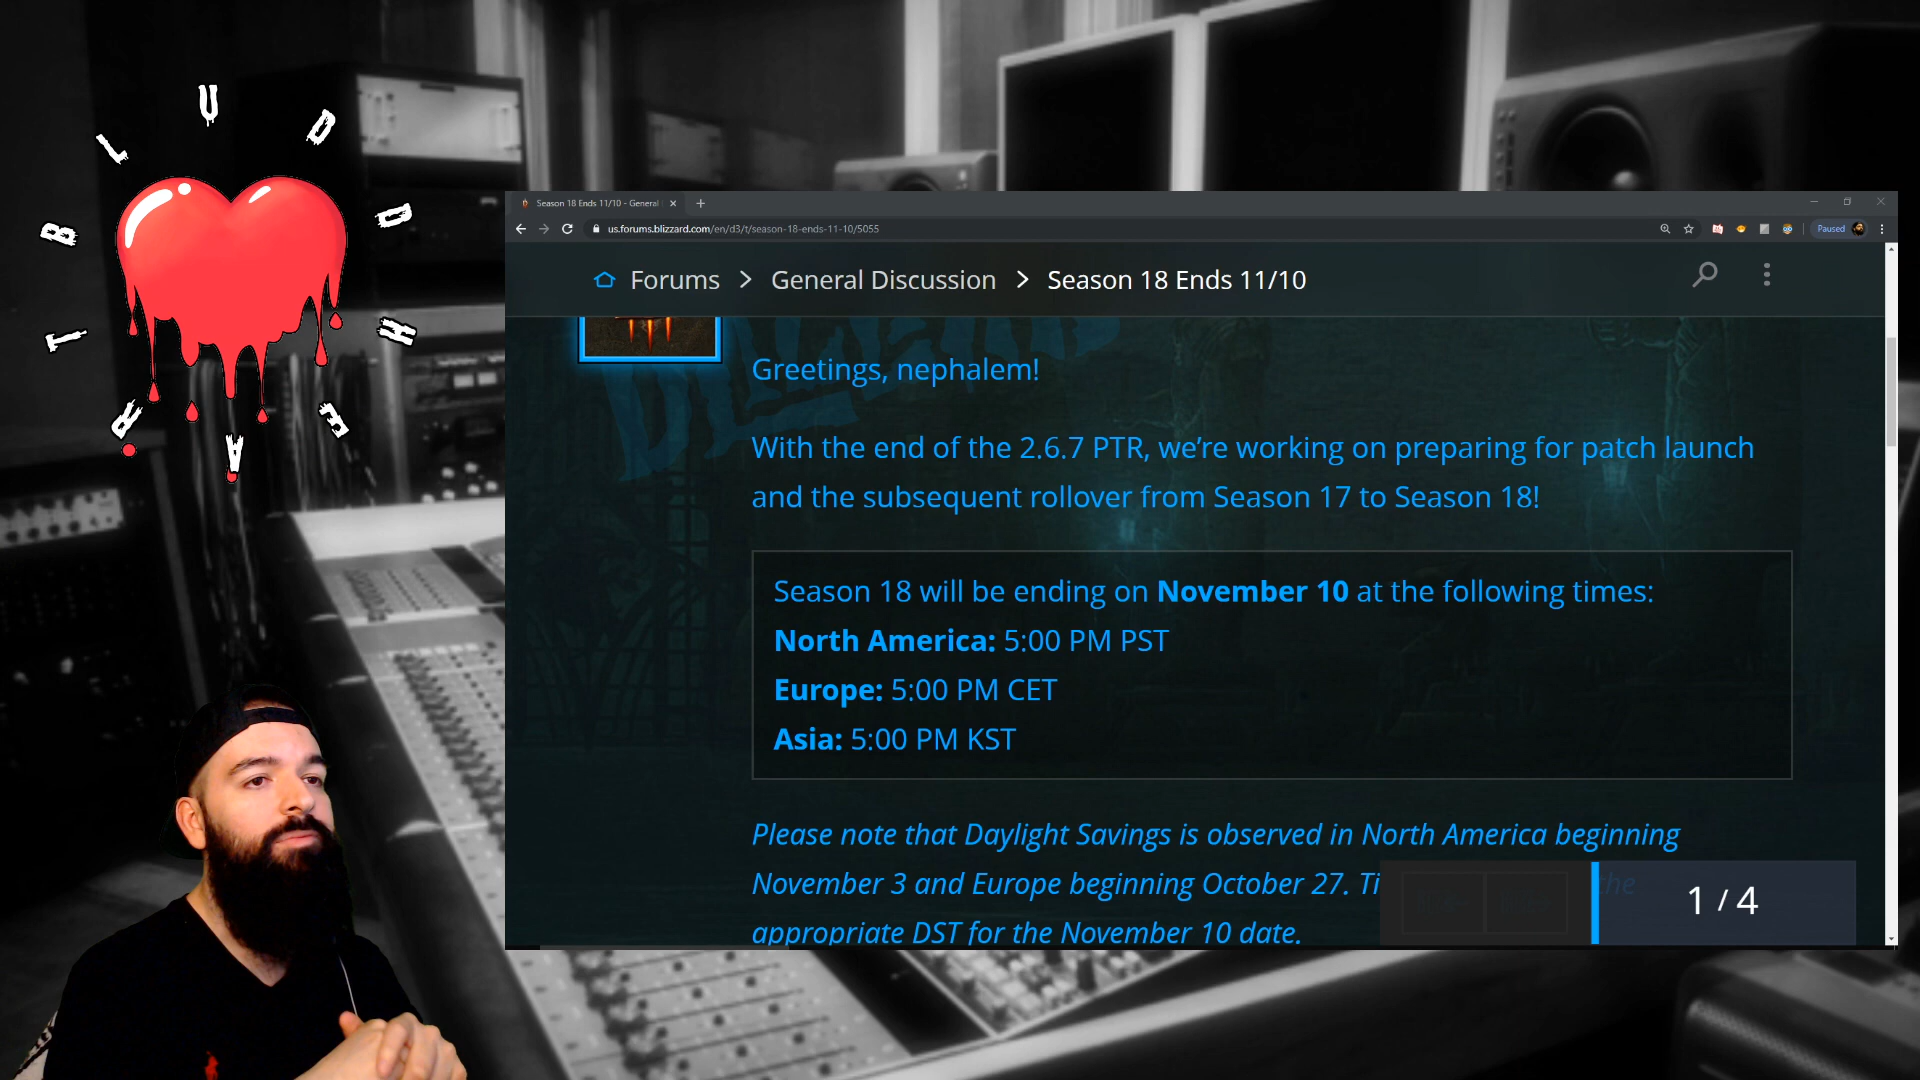 BLUDDHEART
Season 18 Ends 11/10 - General
us.forums.blizzard.com/en/d3/t/season-18-ends-11-10/5055
Paused
Forums > General Discussion > Season 18 Ends 11/10
Greetings, nephalem!
With the end of the 2.6.7 PTR, we’re working on preparing for patch launch
and the subsequent rollover from Season 17 to Season 18!
Season 18 will be ending on November 10 at the following times:
North America: 5:00 PM PST
Europe: 5:00 PM CET
Asia: 5:00 PM KST
Please note that Daylight Savings is observed in North America beginning
November 3 and Europe beginning October 27. Ti the
appropriate DST for the November 10 date.
1 / 4